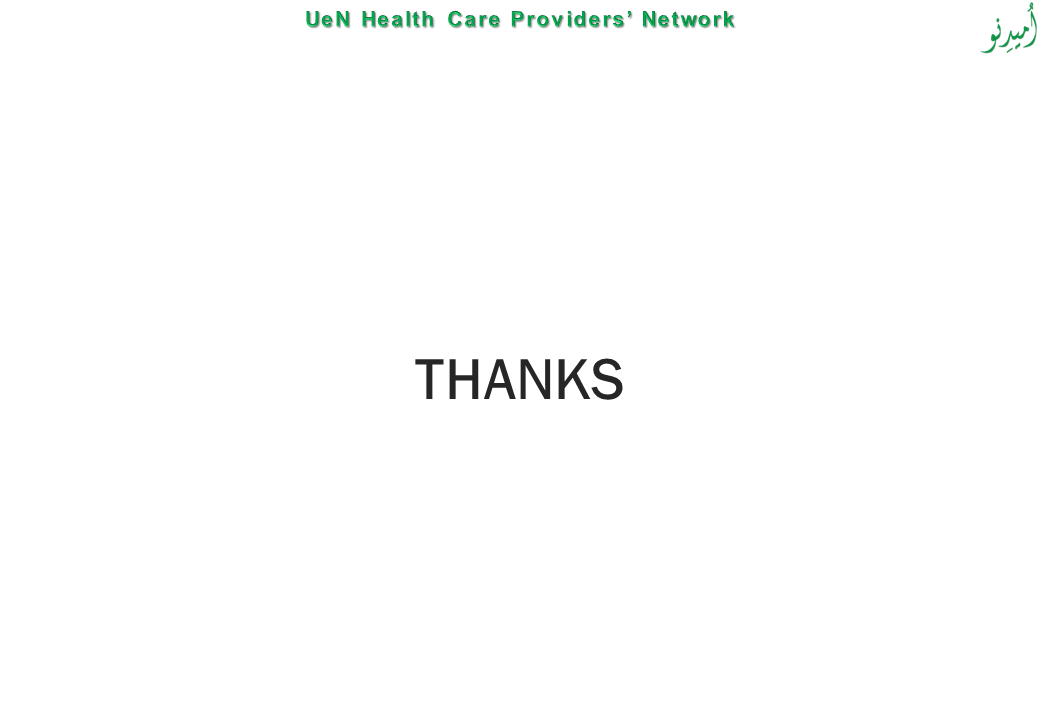 UeN Health Care Providers’ Network
اُمیدِنو
THANKS